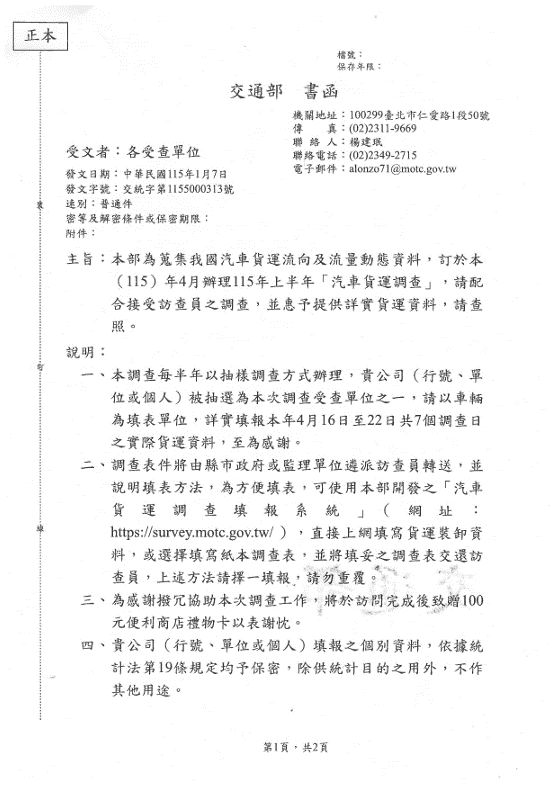 正本
檔號：
保存年限：
交通部　書函
機關地址：100299臺北市仁愛路1段50號
傳　　真：(02)2311-9669
聯 絡 人：楊建珉
聯絡電話：(02)2349-2715
電子郵件：alonzo71@motc.gov.tw
受文者：各受查單位
發文日期：中華民國115年1月7日
發文字號：交統字第1155000313號
速別：普通件
密等及解密條件或保密期限：
附件：
主旨：本部為蒐集我國汽車貨運流向及流量動態資料，訂於本
（115）年4月辦理115年上半年「汽車貨運調查」，請配
合接受訪查員之調查，並惠予提供詳實貨運資料，請查
照。
說明：
一、本調查每半年以抽樣調查方式辦理，貴公司（行號、單
位或個人）被抽選為本次調查受查單位之一，請以車輛
為填表單位，詳實填報本年4月16日至22日共7個調查日
之實際貨運資料，至為感謝。
二、調查表件將由縣市政府或監理單位遴派訪查員轉送，並
說明填表方法，為方便填表，可使用本部開發之「汽車
貨運調查填報系統」（網址：
https://survey.motc.gov.tw/ ），直接上網填寫貨運裝卸資
料，或選擇填寫紙本調查表，並將填妥之調查表交還訪
查員，上述方法請擇一填報，請勿重覆。
三、為感謝撥冗協助本次調查工作，將於訪問完成後致贈100
元便利商店禮物卡以表謝忱。
四、貴公司（行號、單位或個人）填報之個別資料，依據統
計法第19條規定均予保密，除供統計目的之用外，不作
其他用途。
裝
訂
線
第1頁，共2頁